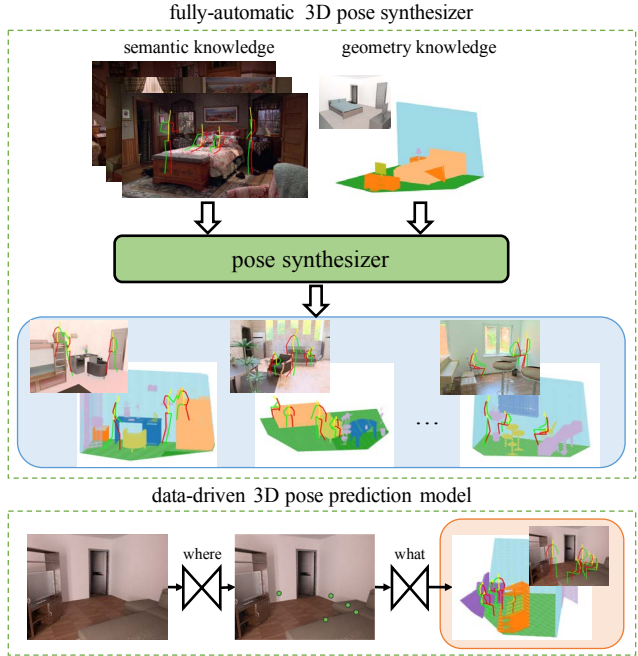 fully-automatic 3D pose synthesizer
semantic knowledge
geometry knowledge
pose synthesizer
...
data-driven 3D pose prediction model
where
what